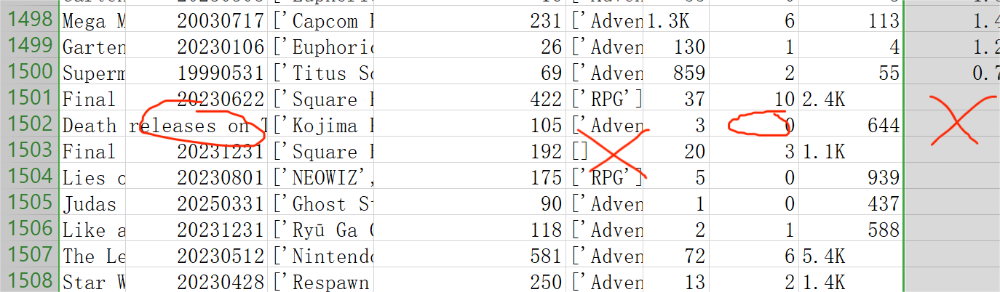 1498 Mega M 20030717 ['Capcom 231 ['Adven 1.3K 6 113 1.4
1499 Garten 20230106 ['Euphoric 26 ['Adven 130 1 4 1.2
1500 Superm 19990531 ['Titus So 69 ['Adven 859 2 55 0.7
1501 Final 20230622 ['Square 422 ['RPG'] 37 10 2.4K
1502 Death releases on T ['Kojima 105 ['Adven 3 0 644
1503 Final 20231231 ['Square 192 [] 20 3 1.1K
1504 Lies o 20230801 ['NEOWIZ', 175 ['RPG'] 5 0 939
1505 Judas 20250331 ['Ghost St 90 ['Adven 1 0 437
1506 Like a 20231231 ['Ryū Ga 118 ['Adven 2 1 588
1507 The Le 20230512 ['Nintendo 581 ['Adven 72 6 5.4K
1508 Star W 20230428 ['Respawn 250 ['Adven 13 2 1.4K